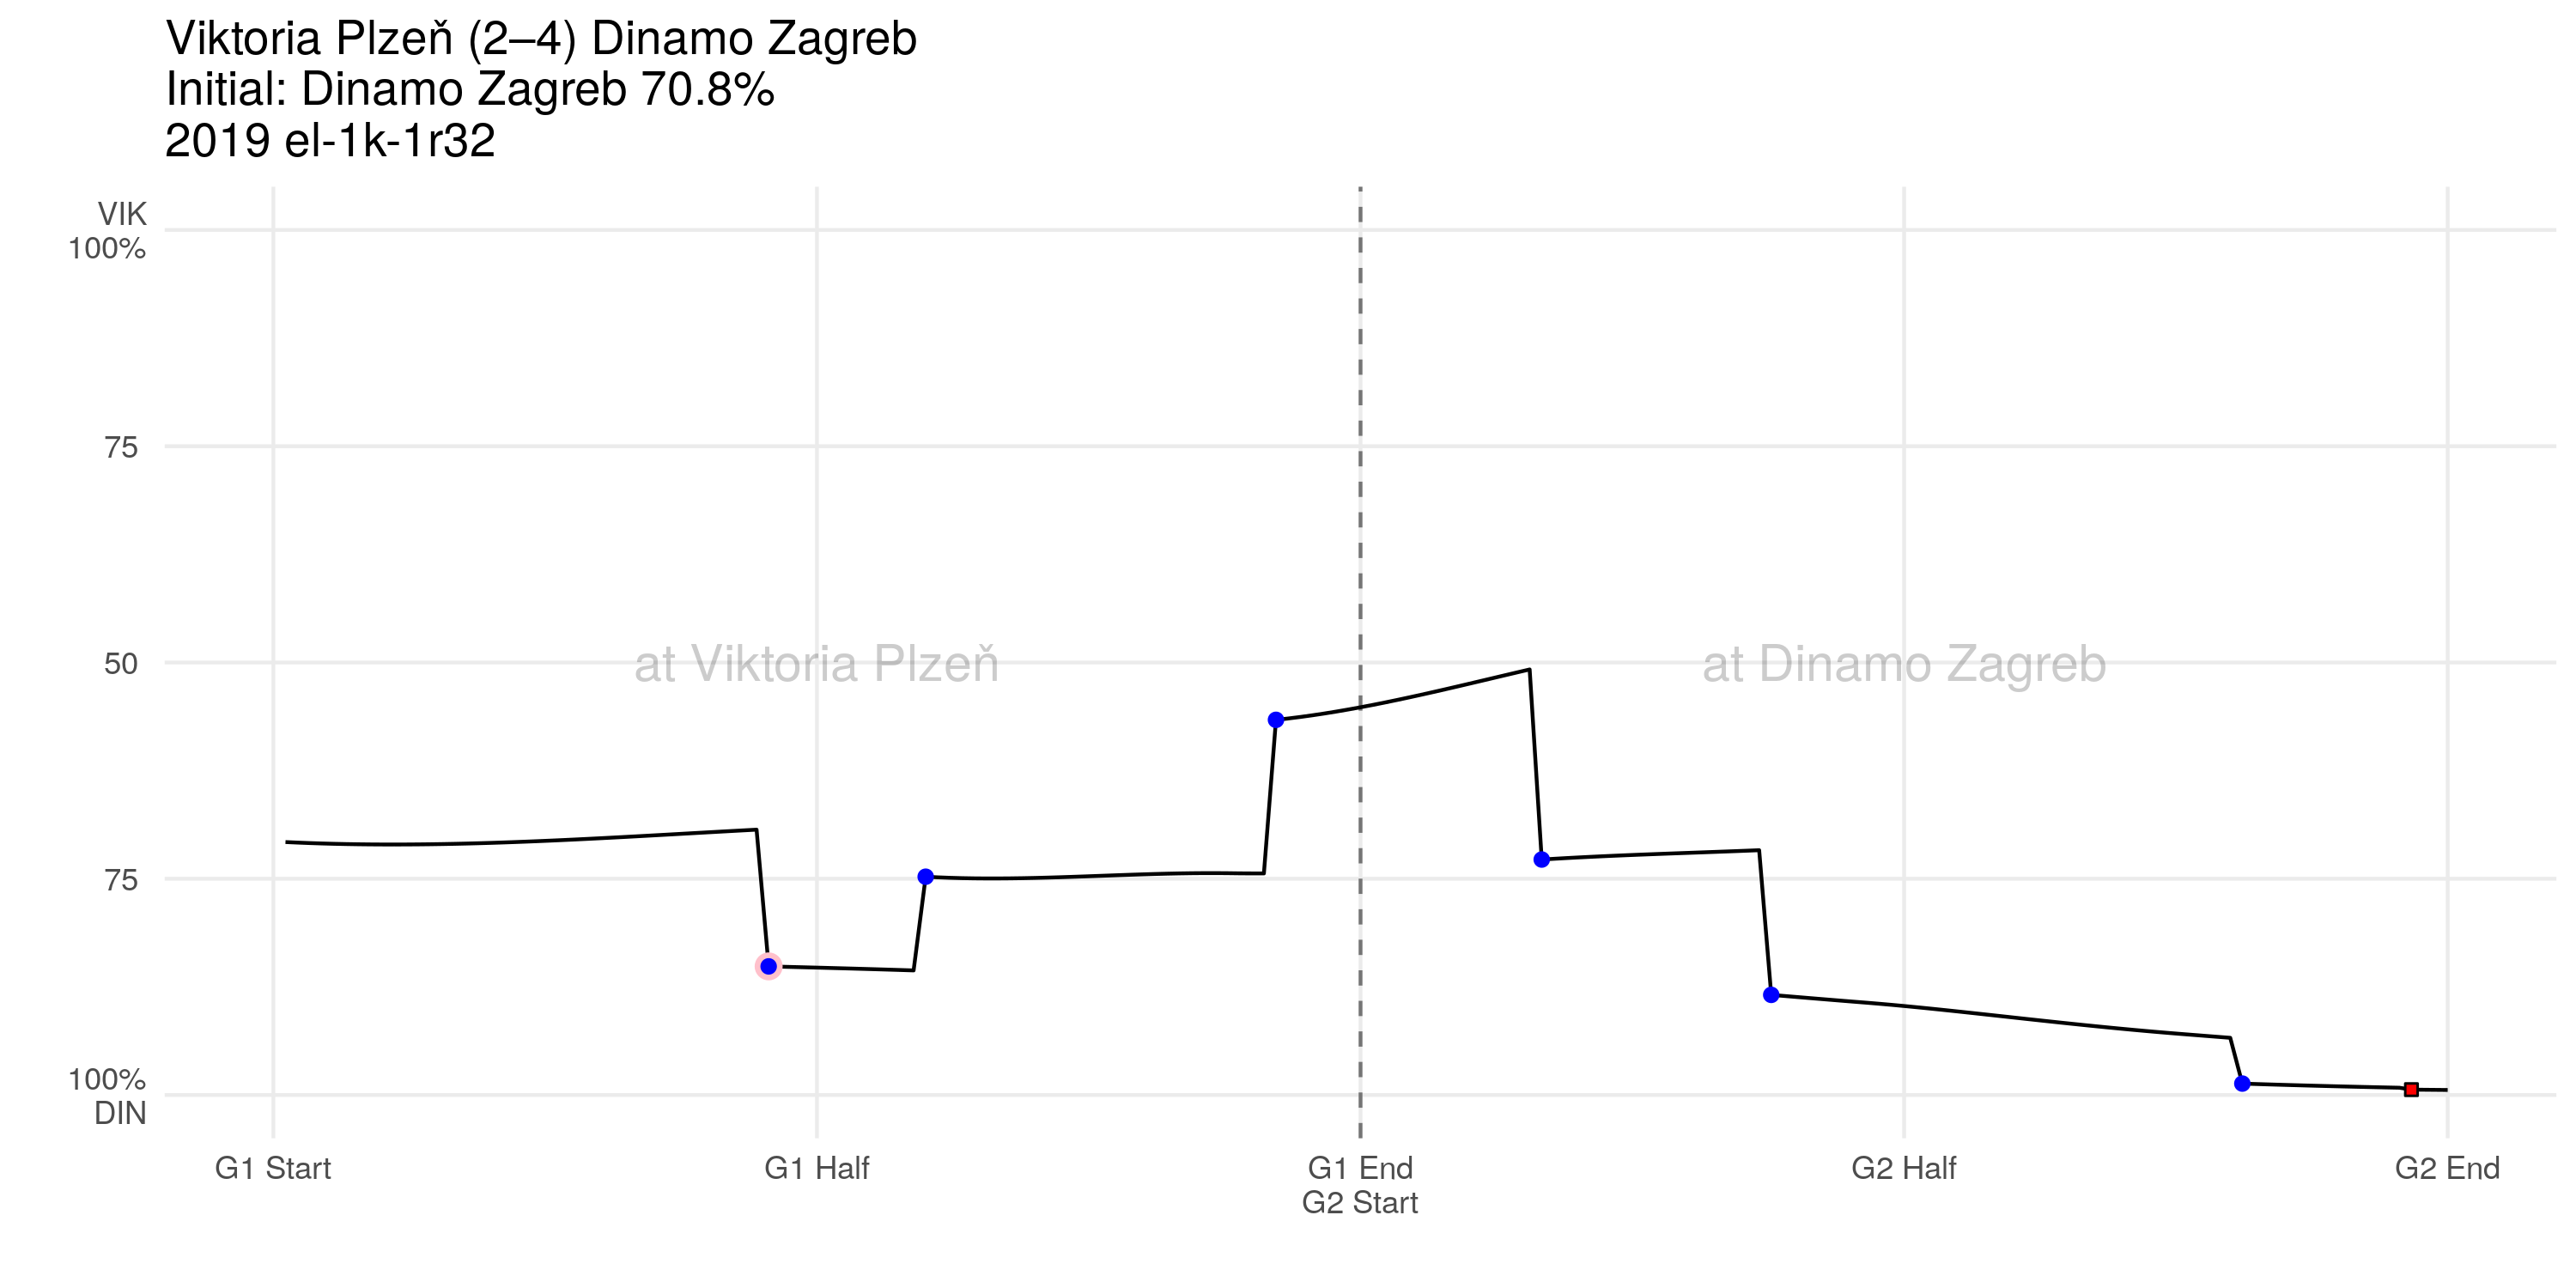 Viktoria Plzeň (2–4) Dinamo Zagreb
Initial: Dinamo Zagreb 70.8%
2019 el-1k-1r32
VIK
100%
75
50
75
100%
DIN
at Viktoria Plzeň
at Dinamo Zagreb
G1 Start
G1 Half
G1 End
G2 Start
G2 Half
G2 End